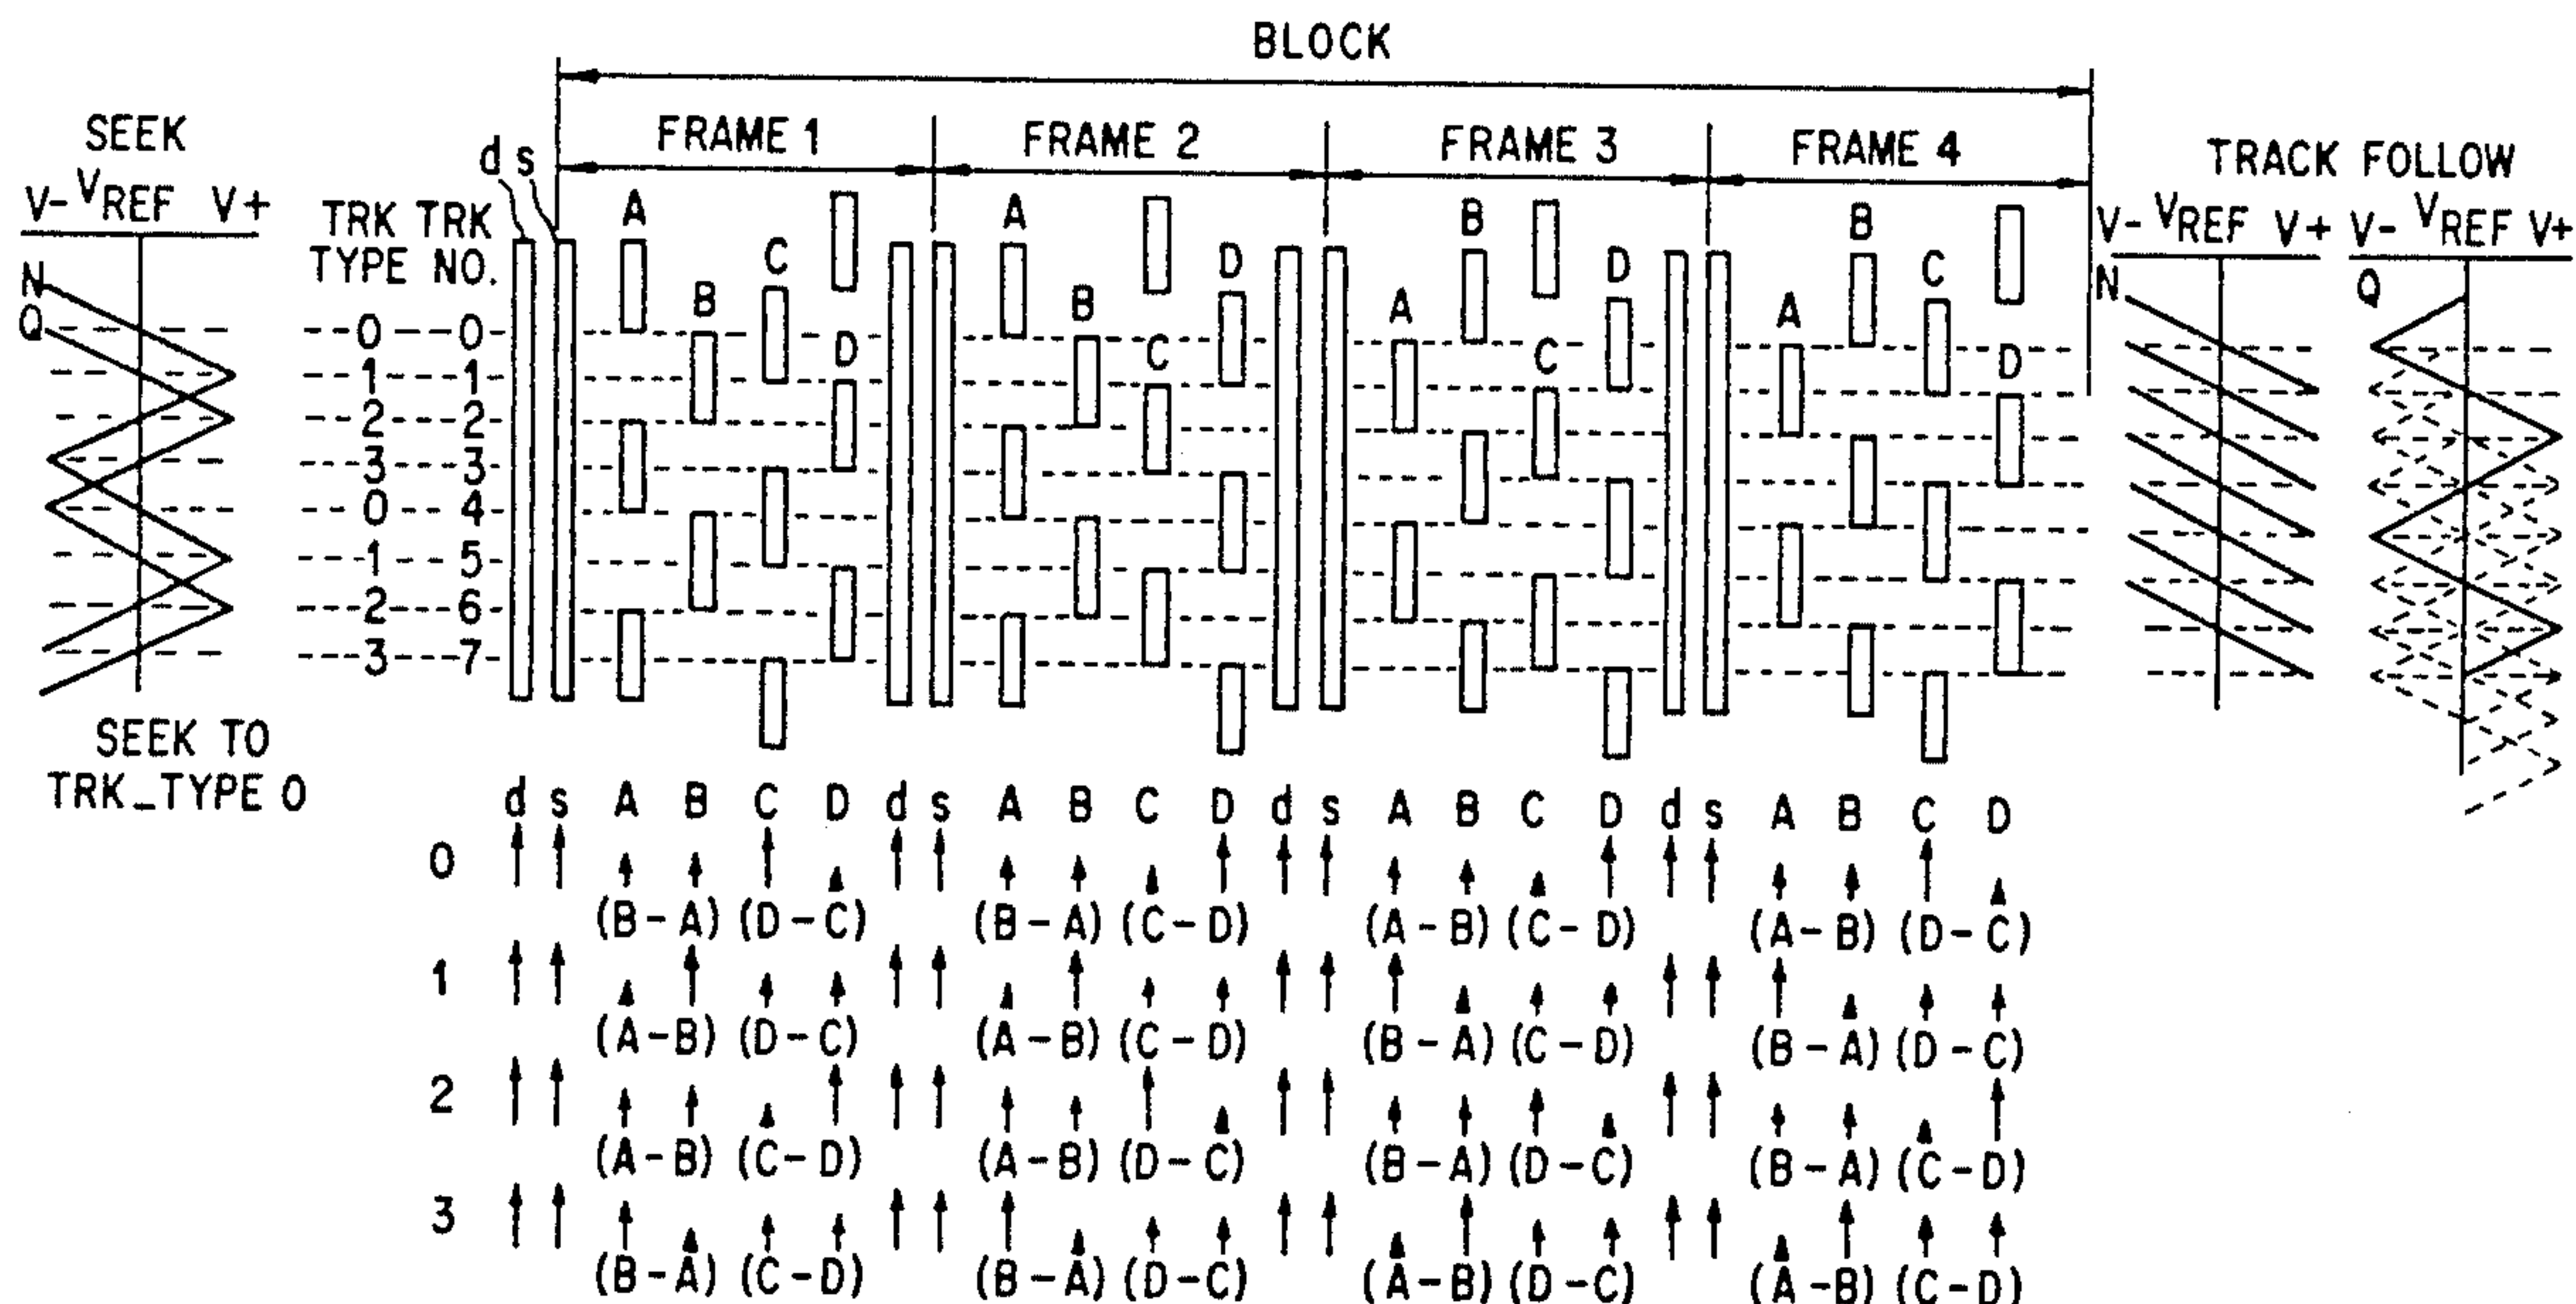 BLOCK
SEEK
V- VREF V+
N
Q
SEEK TO
TRK_TYPE 0
TRK TRK
TYPE NO.
0 0
1 1
2 2
3 3
0 4
1 5
2 6
3 7
d s
FRAME 1 FRAME 2 FRAME 3 FRAME 4
A B C D
A B C D
A B C D
A B C D
TRACK FOLLOW
V- VREF V+ V- VREF V+
N
Q
d s A B C D d s A B C D d s A B C D d s A B C D
0
(B-A) (D-C) (B-A) (C-D) (A-B) (C-D) (A-B) (D-C)
1
(A-B) (D-C) (A-B) (C-D) (B-A) (C-D) (B-A) (D-C)
2
(A-B) (C-D) (A-B) (D-C) (B-A) (D-C) (B-A) (C-D)
3
(B-A) (C-D) (B-A) (D-C) (A-B) (D-C) (A-B) (C-D)